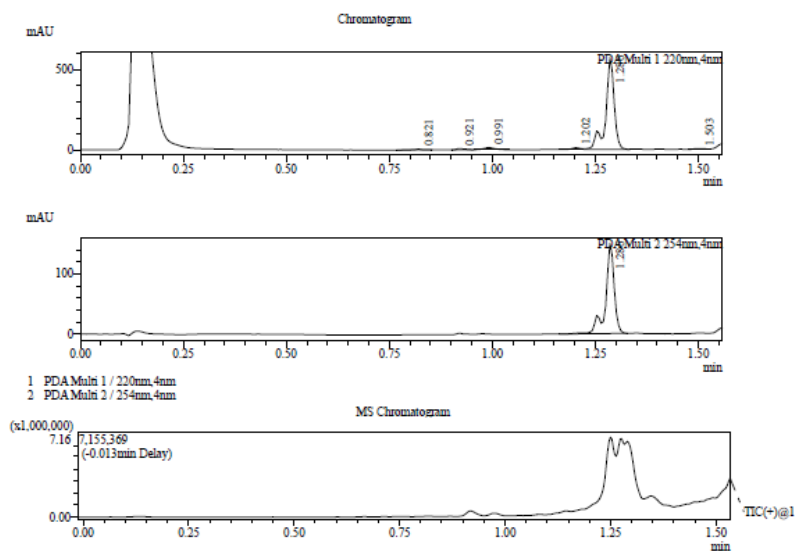 Chromatogram
mAU
PDA Multi 1 220nm,4nm
500
0
0.821
0.921
0.991
1.202
1.503
0.00 0.25 0.50 0.75 1.00 1.25 1.50
min
mAU
PDA Multi 2 254nm,4nm
100
0
0.00 0.25 0.50 0.75 1.00 1.25 1.50
min
1 PDA Multi 1 / 220nm,4nm
2 PDA Multi 2 / 254nm,4nm
MS Chromatogram
(x1,000,000)
7.16 7,155,369
(-0.013min Delay)
0.00
TIC(+)@1
0.00 0.25 0.50 0.75 1.00 1.25 1.50
min